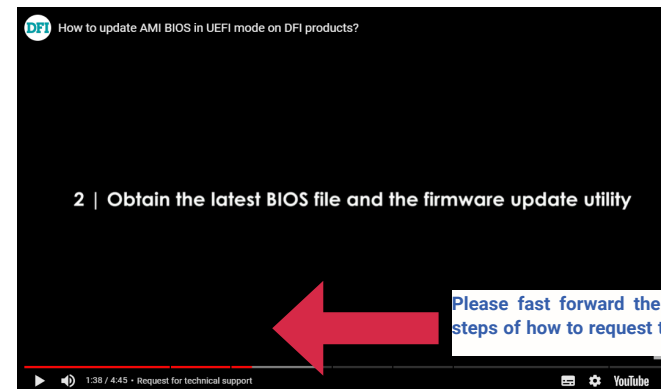 DFI How to update AMI BIOS in UEFI mode on DFI products?
2 | Obtain the latest BIOS file and the firmware update utility
Please fast forward the
steps of how to request
1:38 / 4:45 • Request for technical support YouTube